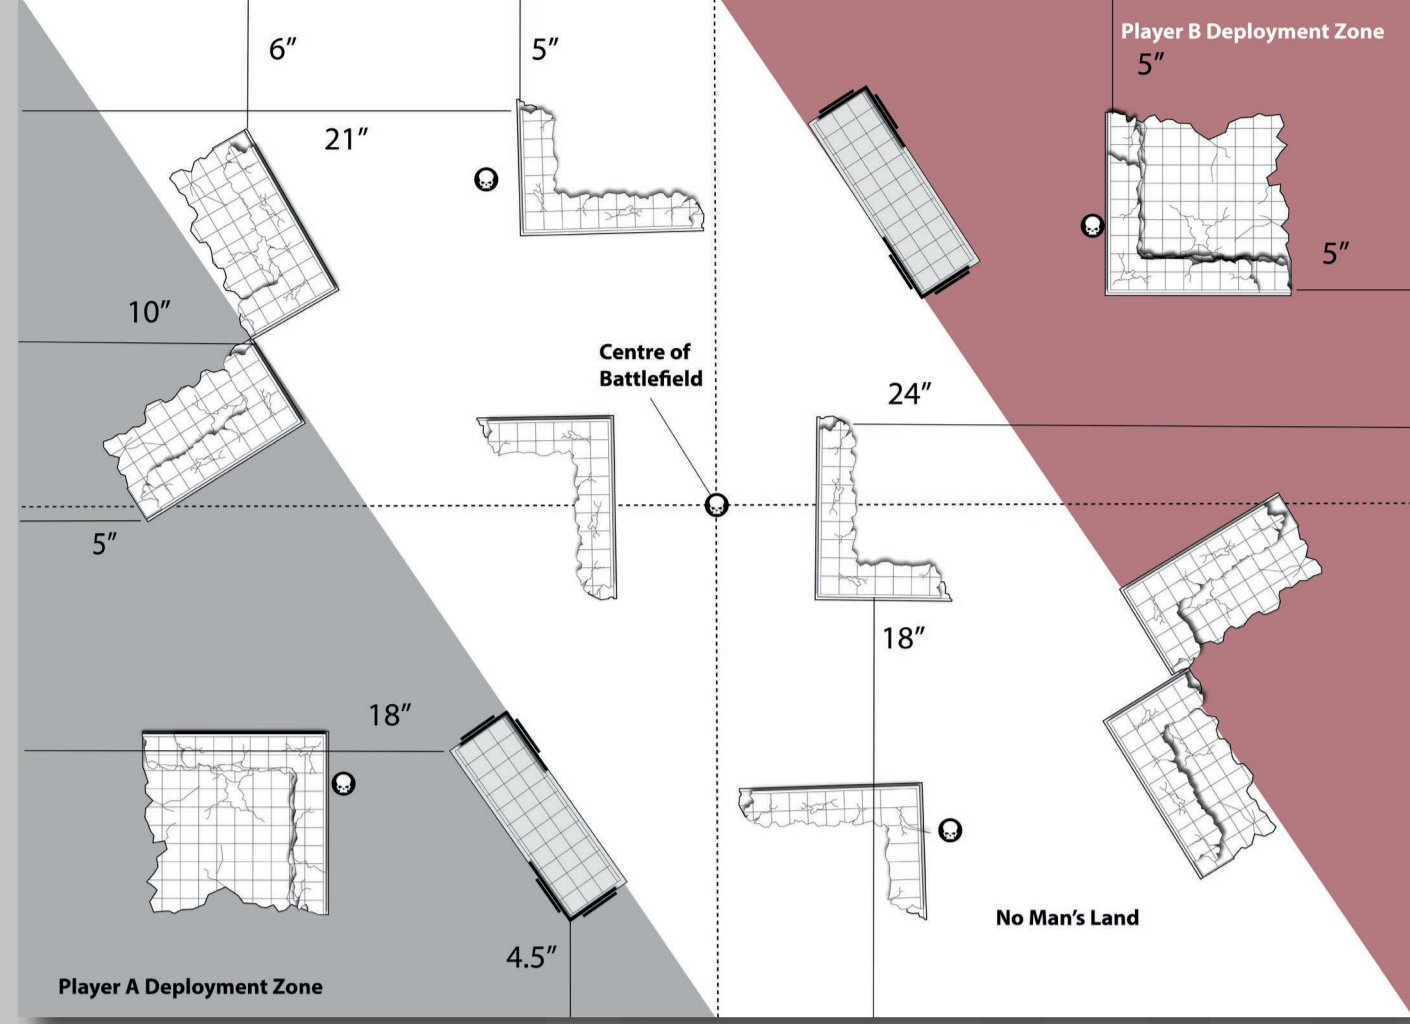 Player B Deployment Zone
6”
5”
5”
21”
5”
10”
Centre of
Battlefield
24”
5”
18”
18”
No Man’s Land
4.5”
Player A Deployment Zone